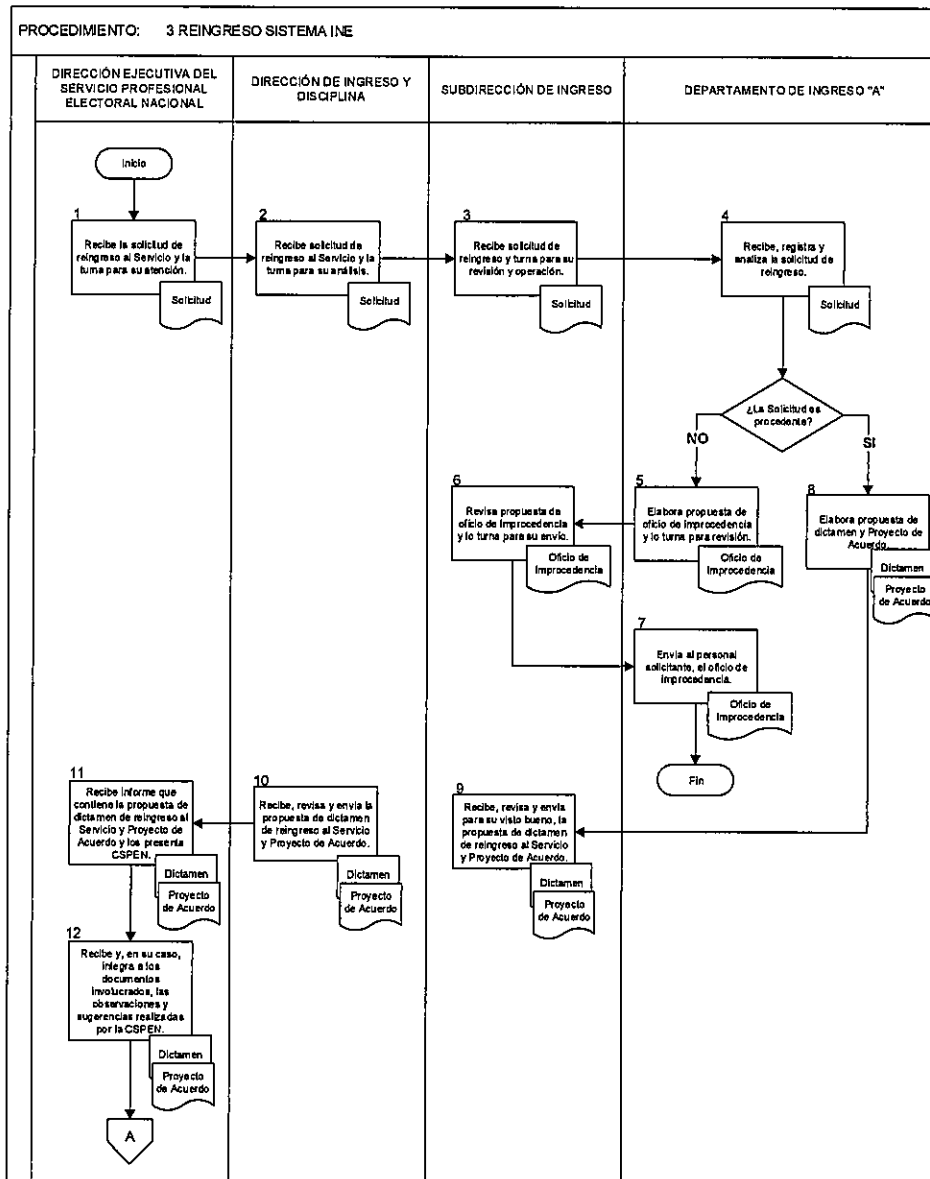 PROCEDIMIENTO: 3 REINGRESO SISTEMA INE
DIRECCIÓN EJECUTIVA DEL
SERVICIO PROFESIONAL
ELECTORAL NACIONAL
DIRECCIÓN DE INGRESO Y
DISCIPLINA
SUBDIRECCIÓN DE INGRESO
DEPARTAMENTO DE INGRESO "A"
Inicio
1
Recibe la solicitud de
reingreso al Servicio y la
turna para su atención.
Solicitud
2
Recibe solicitud de
reingreso al Servicio y la
turna para su análisis.
Solicitud
3
Recibe solicitud de
reingreso y turna para su
revisión y operación.
Solicitud
4
Recibe, registra y
analiza la solicitud de
reingreso.
Solicitud
¿La Solicitud es
procedente?
NO
SI
6
Revisa propuesta de
oficio de improcedencia
y lo turna para su envío.
Oficio de
Improcedencia
5
Elabora propuesta de
oficio de improcedencia
y lo turna para revisión.
Oficio de
Improcedencia
8
Elabora propuesta de
dictamen y Proyecto de
Acuerdo.
Dictamen
Proyecto
de Acuerdo
7
Envía al personal
solicitante, el oficio de
improcedencia.
Oficio de
Improcedencia
Fin
11
Recibe informe que
contiene la propuesta de
dictamen de reingreso al
Servicio y Proyecto de
Acuerdo y los presenta
CSPEN.
Dictamen
Proyecto
de Acuerdo
10
Recibe, revisa y envía la
propuesta de dictamen
de reingreso al Servicio
y Proyecto de Acuerdo.
Dictamen
Proyecto
de Acuerdo
9
Recibe, revisa y envía
para su visto bueno, la
propuesta de dictamen
de reingreso al Servicio
y Proyecto de Acuerdo.
Dictamen
Proyecto
de Acuerdo
12
Recibe y, en su caso,
integra a los
documentos
involucrados, las
observaciones y
sugerencias realizadas
por la CSPEN.
Dictamen
Proyecto
de Acuerdo
A